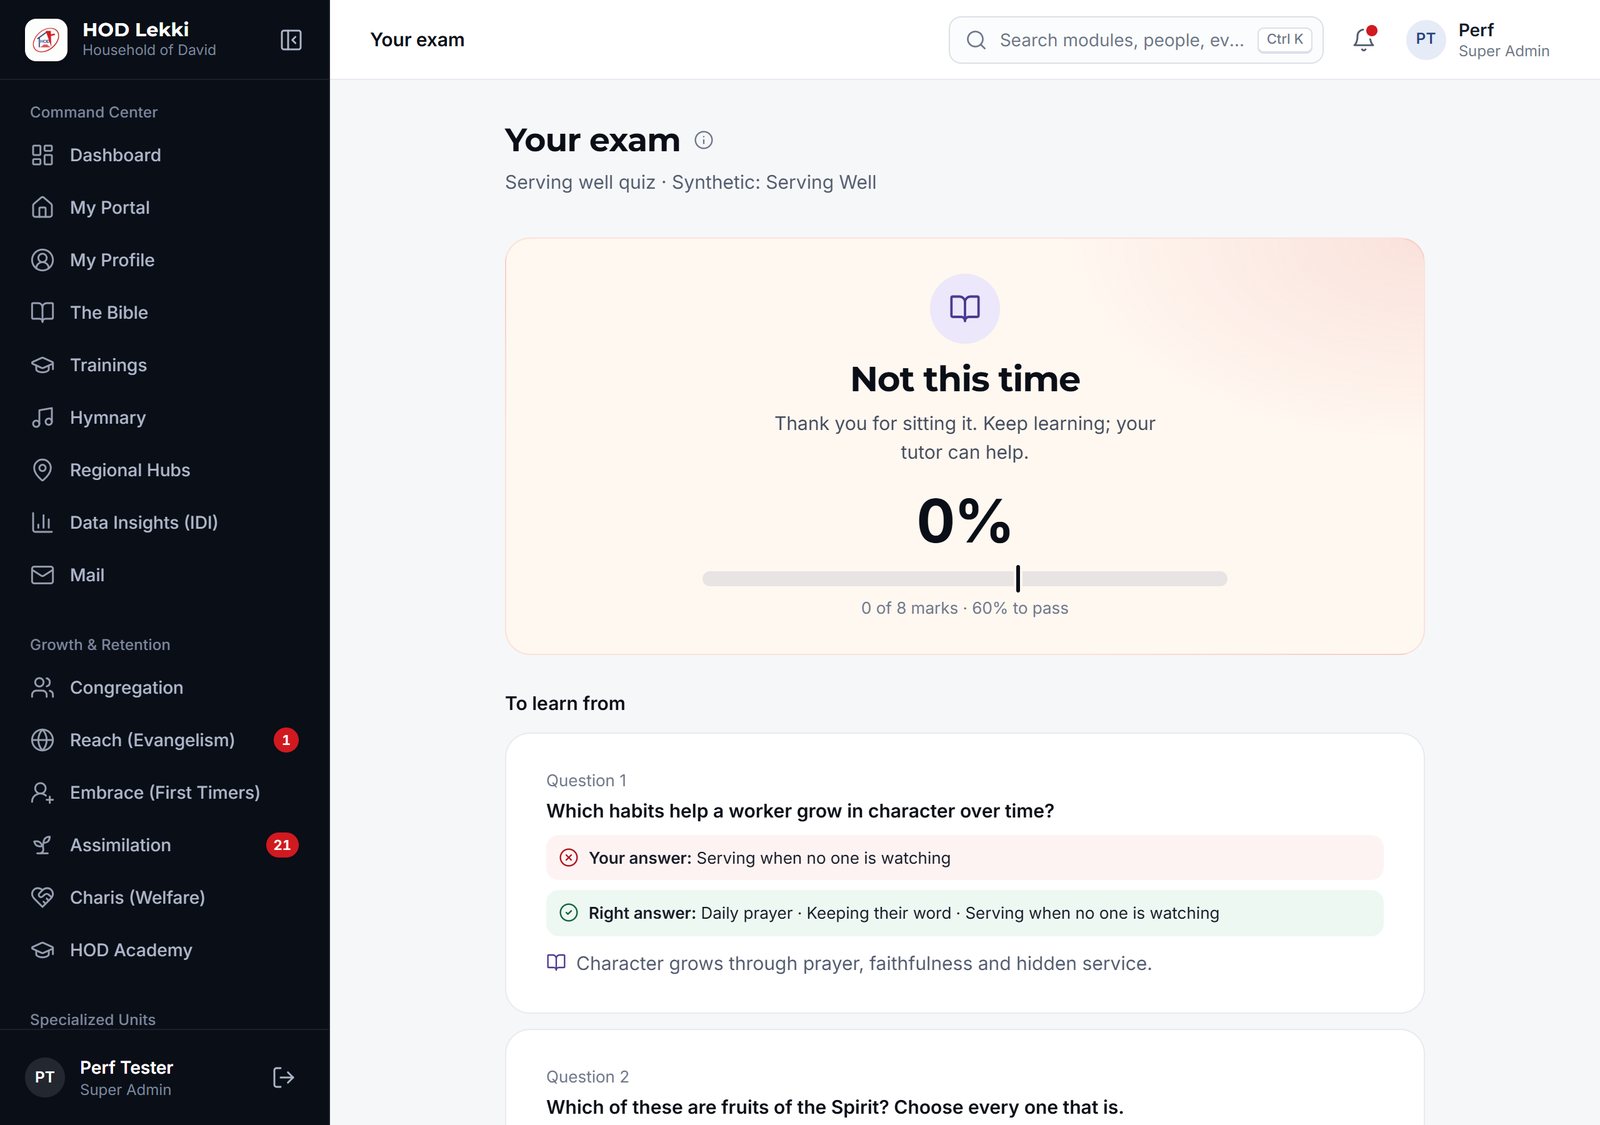 HOD Lekki
Household of David
Command Center
Dashboard
My Portal
My Profile
The Bible
Trainings
Hymnary
Regional Hubs
Data Insights (IDI)
Mail
Growth & Retention
Congregation
Reach (Evangelism) 1
Embrace (First Timers)
Assimilation 21
Charis (Welfare)
HOD Academy
Specialized Units
PT Perf Tester
Super Admin
Your exam
Search modules, people, ev... Ctrl K
PT Perf
Super Admin
Your exam
Serving well quiz · Synthetic: Serving Well
Not this time
Thank you for sitting it. Keep learning; your
tutor can help.
0%
0 of 8 marks · 60% to pass
To learn from
Question 1
Which habits help a worker grow in character over time?
Your answer: Serving when no one is watching
Right answer: Daily prayer · Keeping their word · Serving when no one is watching
Character grows through prayer, faithfulness and hidden service.
Question 2
Which of these are fruits of the Spirit? Choose every one that is.